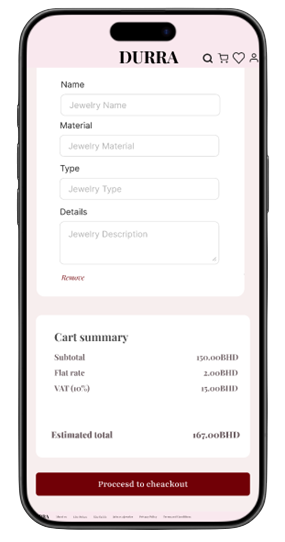 DURRA
Name
Jewelry Name
Material
Jewelry Material
Type
Jewelry Type
Details
Jewelry Description
Remove
Cart summary
Subtotal 150.00BHD
Flat rate 2.00BHD
VAT (10%) 15.00BHD
Estimated total 167.00BHD
Proccesd to cheackout